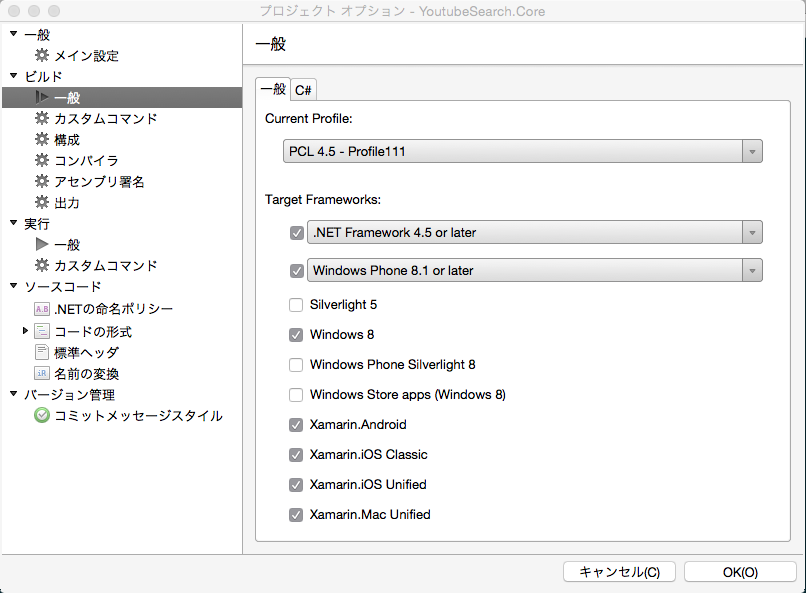 プロジェクト オプション - YoutubeSearch.Core
一般
メイン設定
ビルド
一般
カスタムコマンド
構成
コンパイラ
アセンブリ署名
出力
実行
一般
カスタムコマンド
ソースコード
A.B .NETの命名ポリシー
コードの形式
標準ヘッダ
iR 名前の変換
バージョン管理
コミットメッセージスタイル
一般
一般 C#
Current Profile:
PCL 4.5 - Profile111
Target Frameworks:
.NET Framework 4.5 or later
Windows Phone 8.1 or later
Silverlight 5
Windows 8
Windows Phone Silverlight 8
Windows Store apps (Windows 8)
Xamarin.Android
Xamarin.iOS Classic
Xamarin.iOS Unified
Xamarin.Mac Unified
キャンセル(C) OK(O)